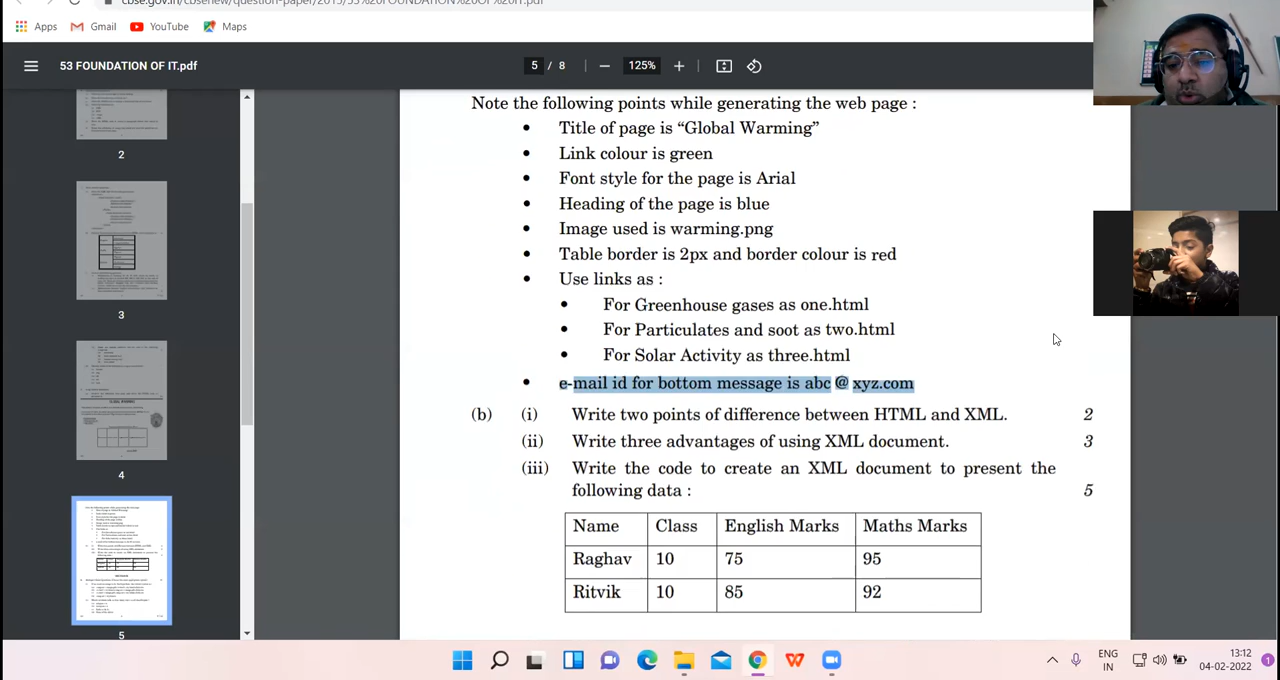 cbse.gov.in/cbsenew/question-paper/2015/53%20FOUNDATION%20OF%20IT.pdf
Apps Gmail YouTube Maps
53 FOUNDATION OF IT.pdf 5 / 8 125%
2
3
4
5
Note the following points while generating the web page :
• Title of page is “Global Warming”
• Link colour is green
• Font style for the page is Arial
• Heading of the page is blue
• Image used is warming.png
• Table border is 2px and border colour is red
• Use links as :
• For Greenhouse gases as one.html
• For Particulates and soot as two.html
• For Solar Activity as three.html
• e-mail id for bottom message is abc @ xyz.com
(b) (i) Write two points of difference between HTML and XML. 2
(ii) Write three advantages of using XML document. 3
(iii) Write the code to create an XML document to present the
following data : 5
Name Class English Marks Maths Marks
Raghav 10 75 95
Ritvik 10 85 92
ENG 13:12
IN 04-02-2022 1